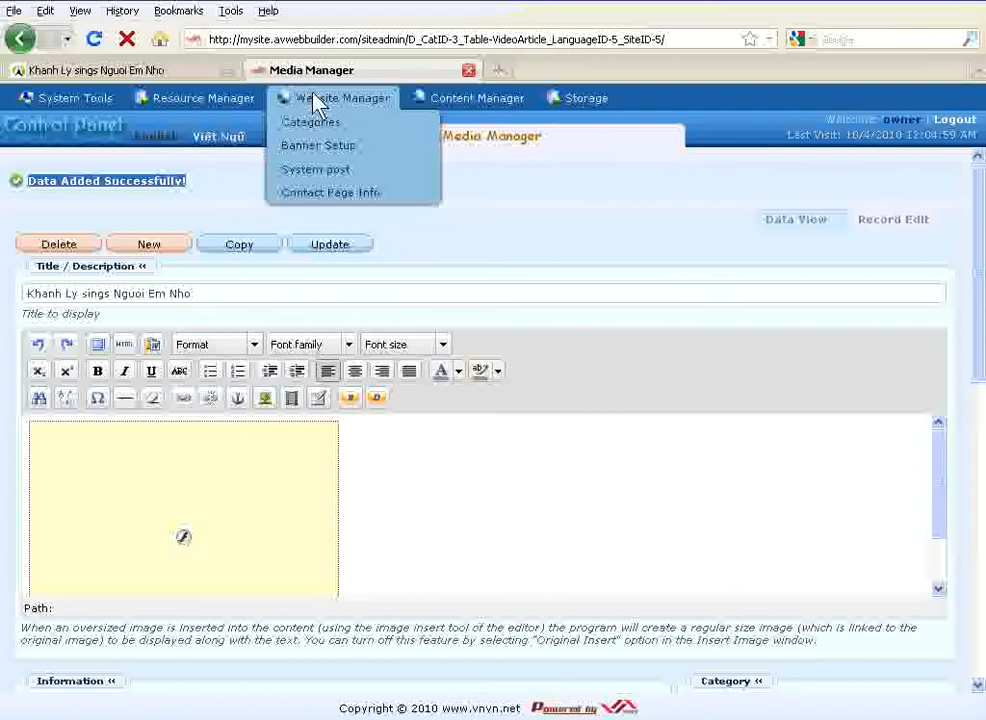 File Edit View History Bookmarks Tools Help
http://mysite.avwebbuilder.com/siteadmin/D_CatID-3_Table-VideoArticle_LanguageID-5_SiteID-5/
Google
Khanh Ly sings Nguoi Em Nho
Media Manager
System Tools Resource Manager Website Manager Content Manager Storage
Control Panel English Việt Ngữ Media Manager
Welcome: owner | Logout
Last Visit: 10/4/2010 12:04:59 AM
Categories
Banner Setup
System post
Contact Page Info
Data Added Successfully!
Data View Record Edit
Delete New Copy Update
Title / Description «
Khanh Ly sings Nguoi Em Nho
Title to display
HTML Format Font family Font size
B I U ABC A ab
Path:
When an oversized image is inserted into the content (using the image insert tool of the editor) the program will create a regular size image (which is linked to the
original image) to be displayed along with the text. You can turn off this feature by selecting "Original Insert" option in the Insert Image window.
Information « Category «
Copyright © 2010 www.vnvn.net Powered by